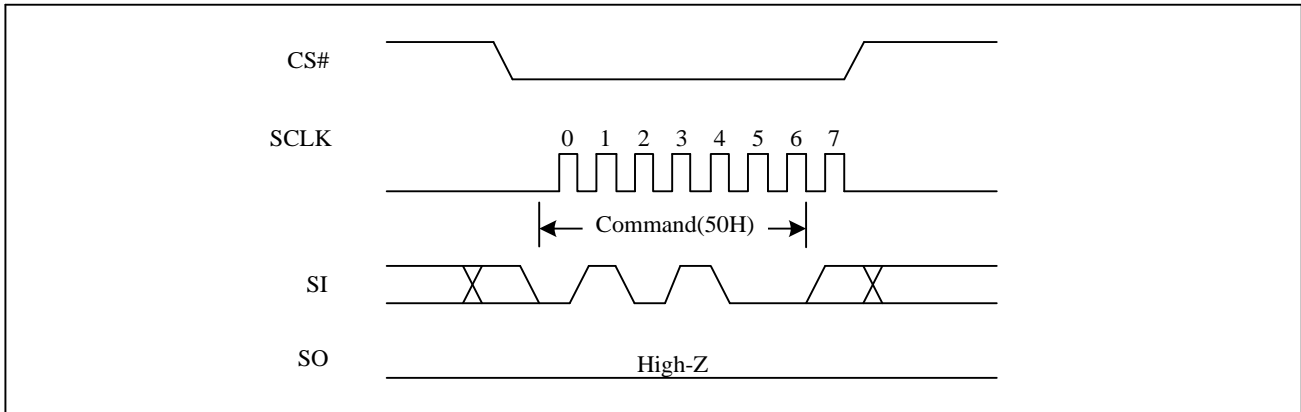 CS#
SCLK
0 1 2 3 4 5 6 7
Command(50H)
SI
SO
High-Z